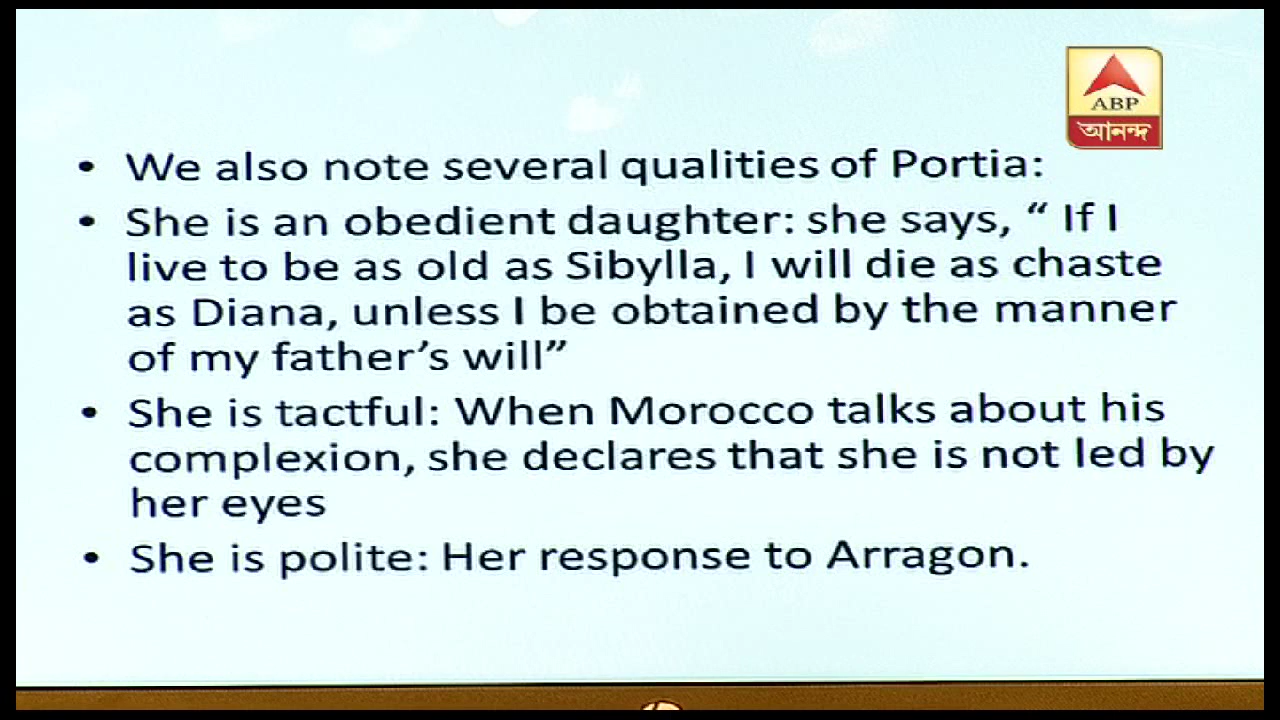 ABP
আনন্দ
• We also note several qualities of Portia:
• She is an obedient daughter: she says, “ If I
live to be as old as Sibylla, I will die as chaste
as Diana, unless I be obtained by the manner
of my father’s will”
• She is tactful: When Morocco talks about his
complexion, she declares that she is not led by
her eyes
• She is polite: Her response to Arragon.